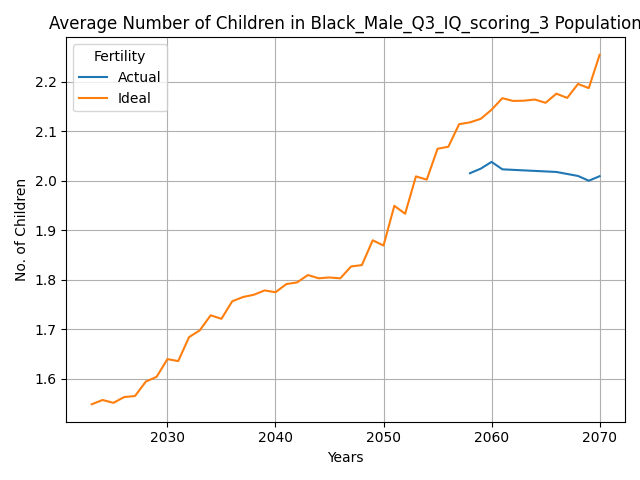 Average Number of Children in Black_Male_Q3_IQ_scoring_3 Population
Fertility
Actual
Ideal
2.2
2.1
2.0
1.9
1.8
1.7
1.6
No. of Children
2030 2040 2050 2060 2070
Years